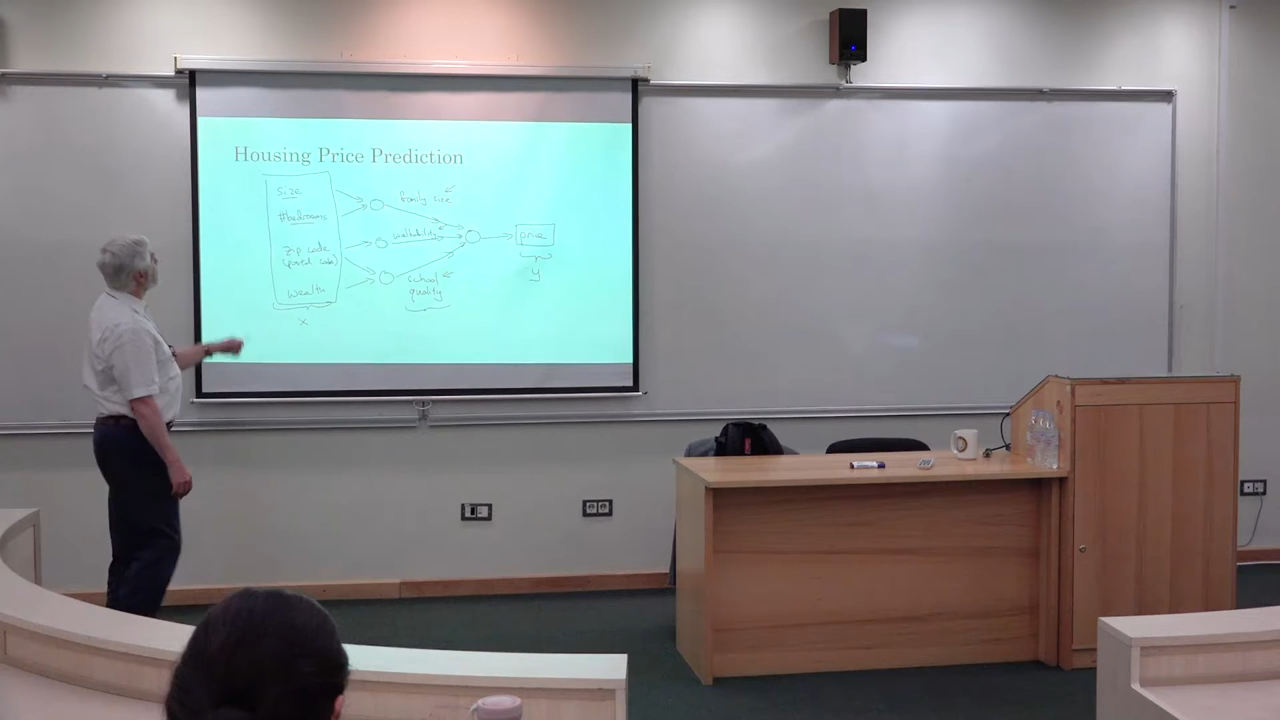 Housing Price Prediction
size
#bedrooms
zip code
(postal code)
wealth
x
family size
walkability
school
quality
price
y